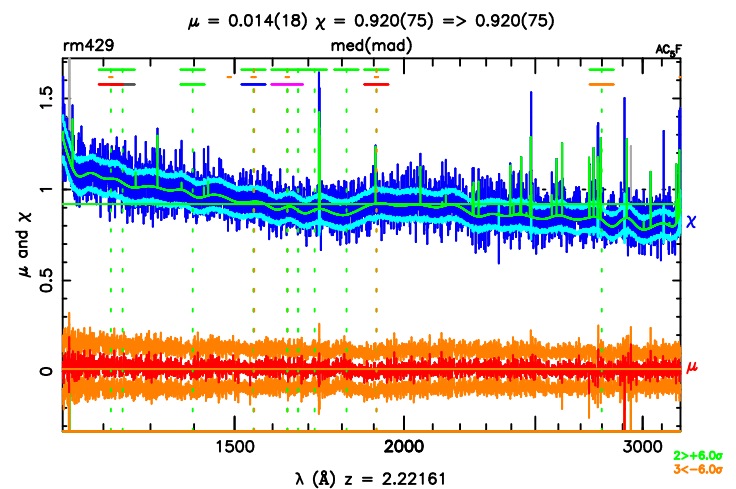 μ = 0.014(18) χ = 0.920(75) => 0.920(75)
rm429 med(mad) AC5F
1.5
1
0.5
0
μ and χ
χ
μ
1500 2000 3000
λ (Å) z = 2.22161
2>+6.0σ
3<-6.0σ